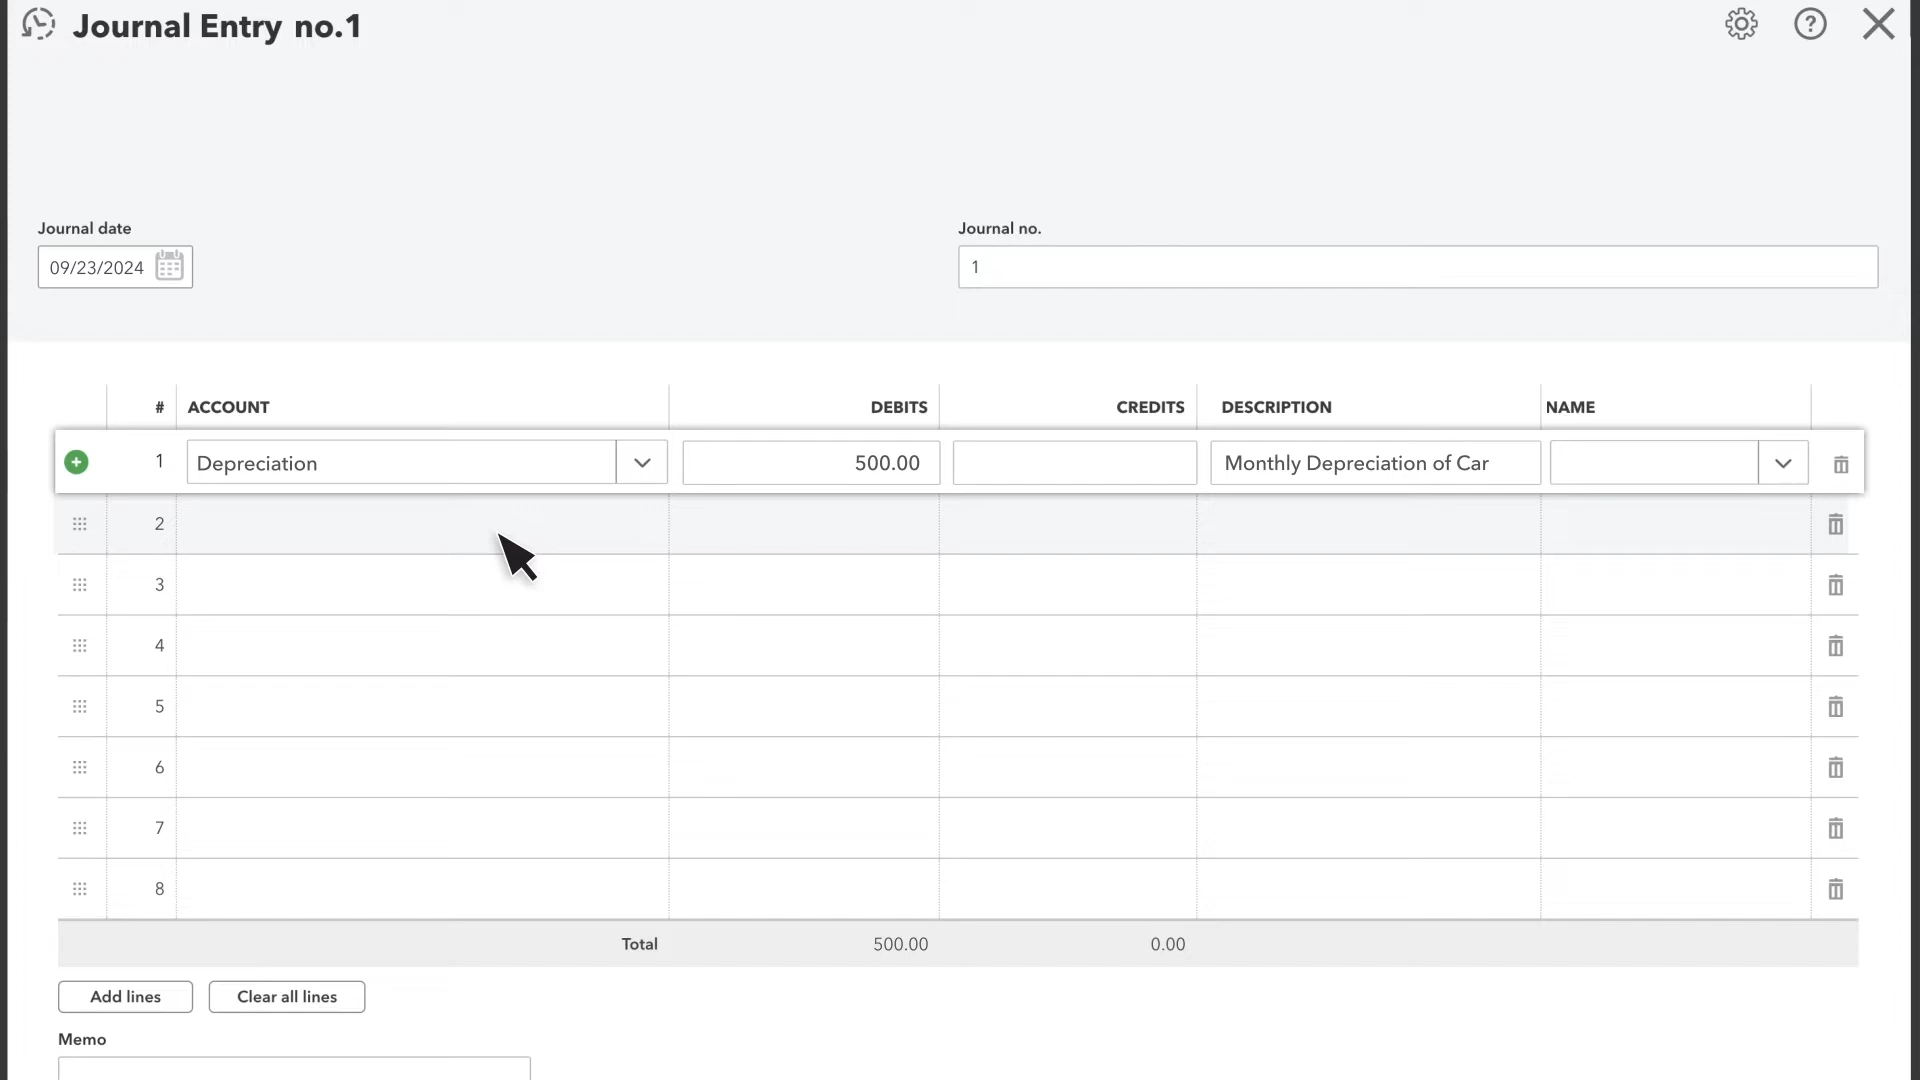 Journal Entry no.1
Journal date
Journal no.
09/23/2024
1
# ACCOUNT DEBITS CREDITS DESCRIPTION NAME
1 Depreciation 500.00 Monthly Depreciation of Car
2
3
4
5
6
7
8
Total 500.00 0.00
Add lines Clear all lines
Memo